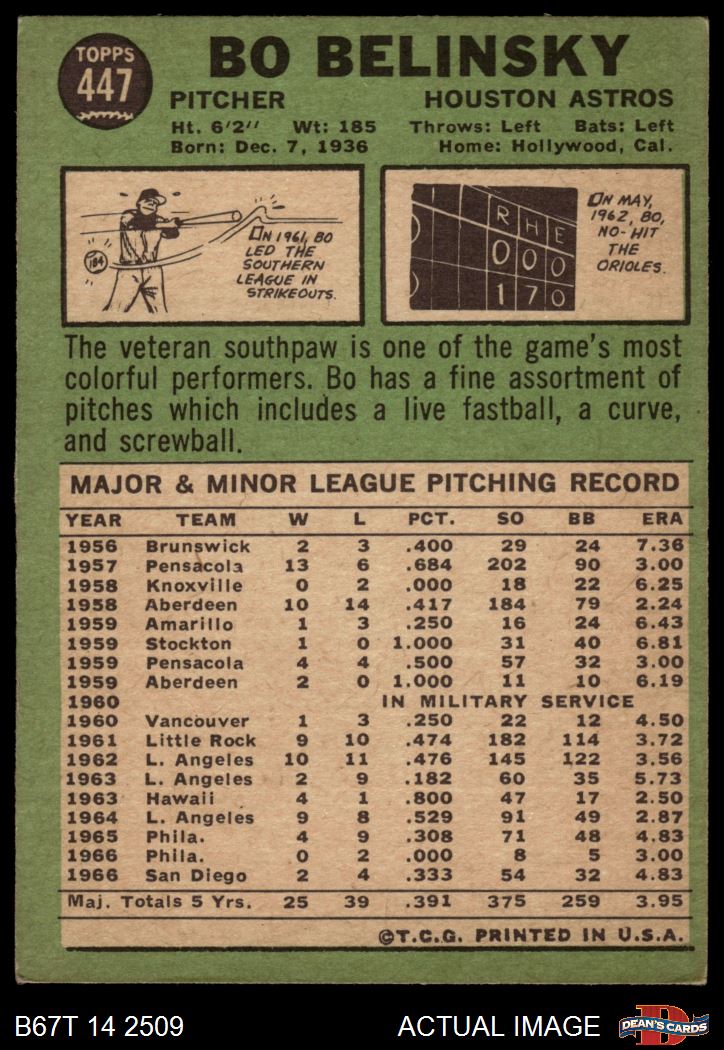 TOPPS
447
BO BELINSKY
PITCHER HOUSTON ASTROS
Ht. 6'2'' Wt: 185 Throws: Left Bats: Left
Born: Dec. 7, 1936 Home: Hollywood, Cal.
184
ON 1961, BO
LED THE
SOUTHERN
LEAGUE IN
STRIKEOUTS.
1
R H E
0 0 0
1 7 0
ON MAY,
1962, BO,
NO-HIT
THE
ORIOLES.
The veteran southpaw is one of the game's most
colorful performers. Bo has a fine assortment of
pitches which includes a live fastball, a curve,
and screwball.
MAJOR & MINOR LEAGUE PITCHING RECORD
YEAR TEAM W L PCT. SO BB ERA
1956 Brunswick 2 3 .400 29 24 7.36
1957 Pensacola 13 6 .684 202 90 3.00
1958 Knoxville 0 2 .000 18 22 6.25
1958 Aberdeen 10 14 .417 184 79 2.24
1959 Amarillo 1 3 .250 16 24 6.43
1959 Stockton 1 0 1.000 31 40 6.81
1959 Pensacola 4 4 .500 57 32 3.00
1959 Aberdeen 2 0 1.000 11 10 6.19
1960 IN MILITARY SERVICE
1960 Vancouver 1 3 .250 22 12 4.50
1961 Little Rock 9 10 .474 182 114 3.72
1962 L. Angeles 10 11 .476 145 122 3.56
1963 L. Angeles 2 9 .182 60 35 5.73
1963 Hawaii 4 1 .800 47 17 2.50
1964 L. Angeles 9 8 .529 91 49 2.87
1965 Phila. 4 9 .308 71 48 4.83
1966 Phila. 0 2 .000 8 5 3.00
1966 San Diego 2 4 .333 54 32 4.83
Maj. Totals 5 Yrs. 25 39 .391 375 259 3.95
©T.C.G. PRINTED IN U.S.A.
B67T 14 2509 ACTUAL IMAGE D DEAN'S CARDS